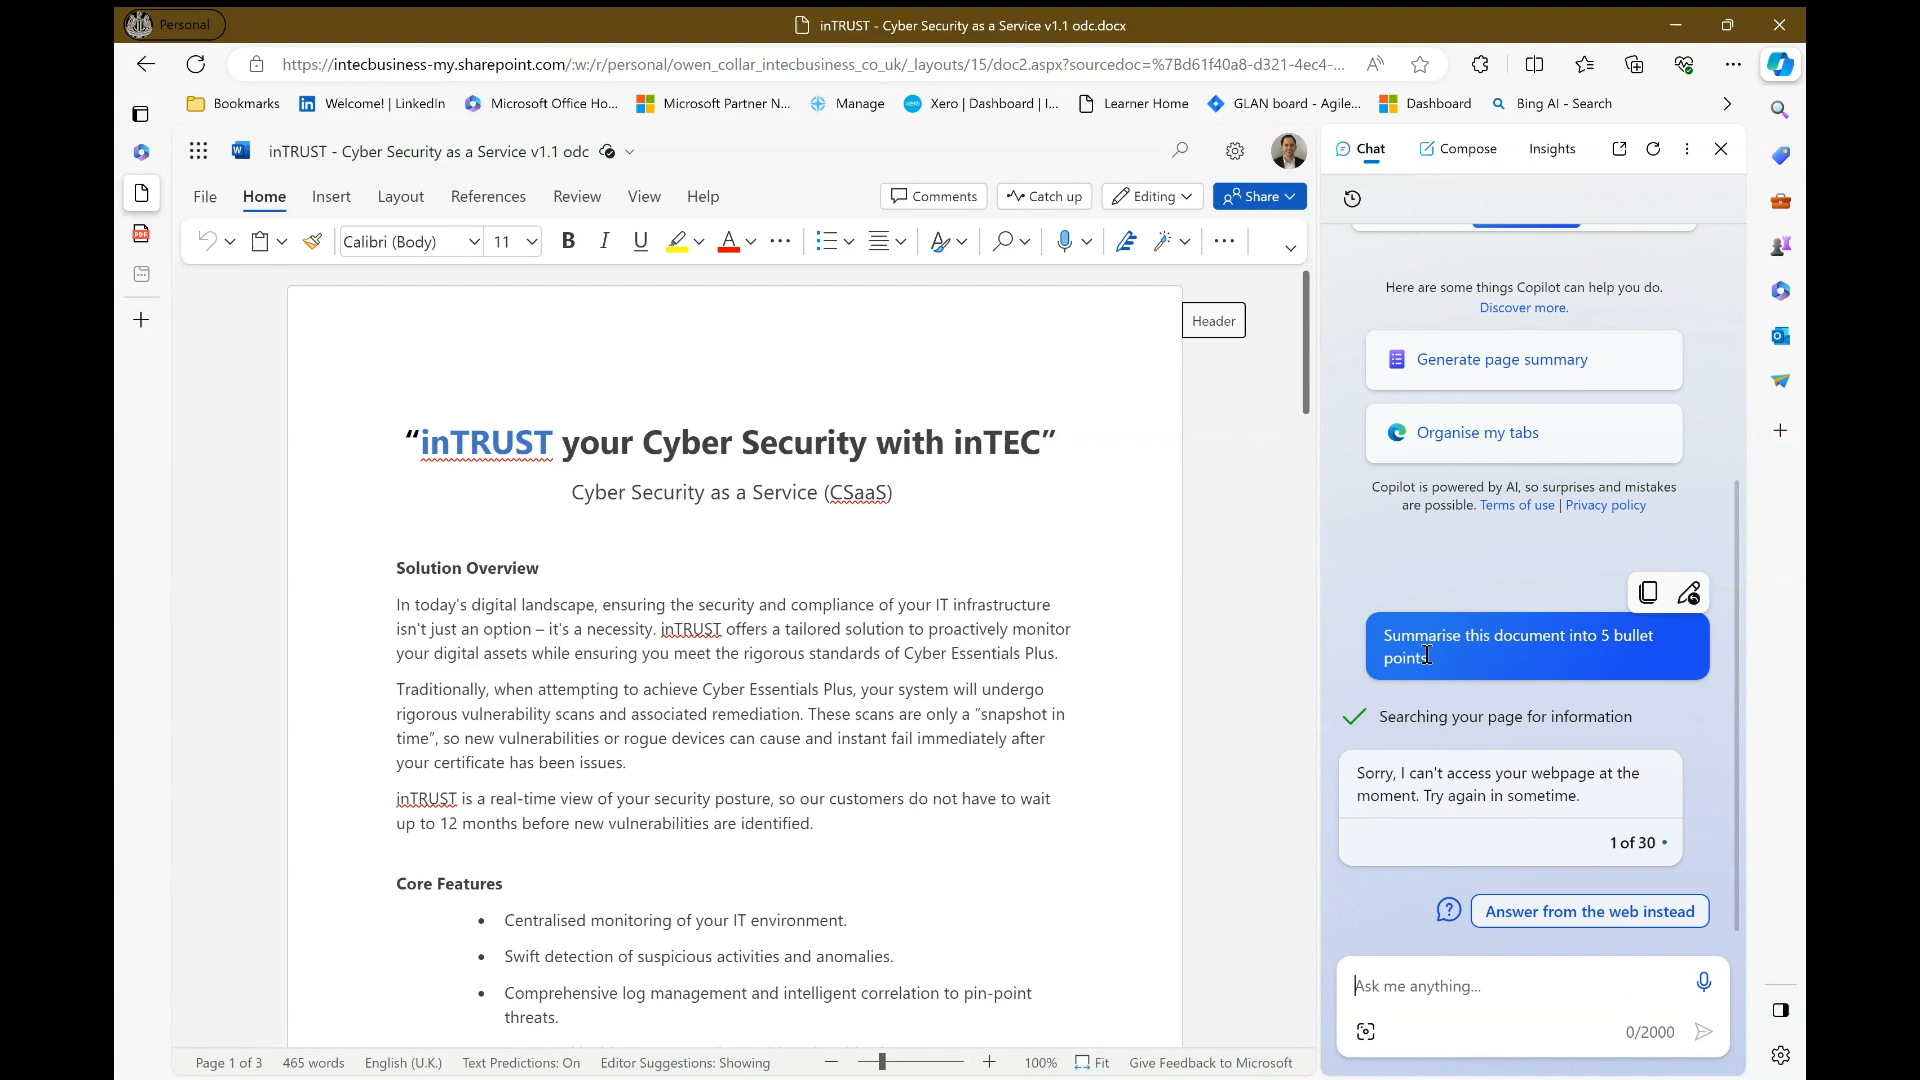 Personal
inTRUST - Cyber Security as a Service v1.1 odc.docx
https://intecbusiness-my.sharepoint.com/:w:/r/personal/owen_collar_intecbusiness_co_uk/_layouts/15/doc2.aspx?sourcedoc=%7Bd61f40a8-d321-4ec4-...
Bookmarks
Welcome! | LinkedIn
Microsoft Office Ho...
Microsoft Partner N...
Manage
Xero | Dashboard | I...
Learner Home
GLAN board - Agile...
Dashboard
Bing AI - Search
inTRUST - Cyber Security as a Service v1.1 odc
File
Home
Insert
Layout
References
Review
View
Help
Comments
Catch up
Editing
Share
Calibri (Body)
11
B
I
U
Header
“inTRUST your Cyber Security with inTEC”
Cyber Security as a Service (CSaaS)
Solution Overview
In today's digital landscape, ensuring the security and compliance of your IT infrastructure
isn't just an option – it's a necessity. inTRUST offers a tailored solution to proactively monitor
your digital assets while ensuring you meet the rigorous standards of Cyber Essentials Plus.
Traditionally, when attempting to achieve Cyber Essentials Plus, your system will undergo
rigorous vulnerability scans and associated remediation. These scans are only a “snapshot in
time”, so new vulnerabilities or rogue devices can cause and instant fail immediately after
your certificate has been issues.
inTRUST is a real-time view of your security posture, so our customers do not have to wait
up to 12 months before new vulnerabilities are identified.
Core Features
• Centralised monitoring of your IT environment.
• Swift detection of suspicious activities and anomalies.
• Comprehensive log management and intelligent correlation to pin-point
threats.
Page 1 of 3
465 words
English (U.K.)
Text Predictions: On
Editor Suggestions: Showing
100%
Fit
Give Feedback to Microsoft
Chat
Compose
Insights
Here are some things Copilot can help you do.
Discover more.
Generate page summary
Organise my tabs
Copilot is powered by AI, so surprises and mistakes
are possible. Terms of use | Privacy policy
Summarise this document into 5 bullet
points
Searching your page for information
Sorry, I can't access your webpage at the
moment. Try again in sometime.
1 of 30
Answer from the web instead
Ask me anything...
0/2000